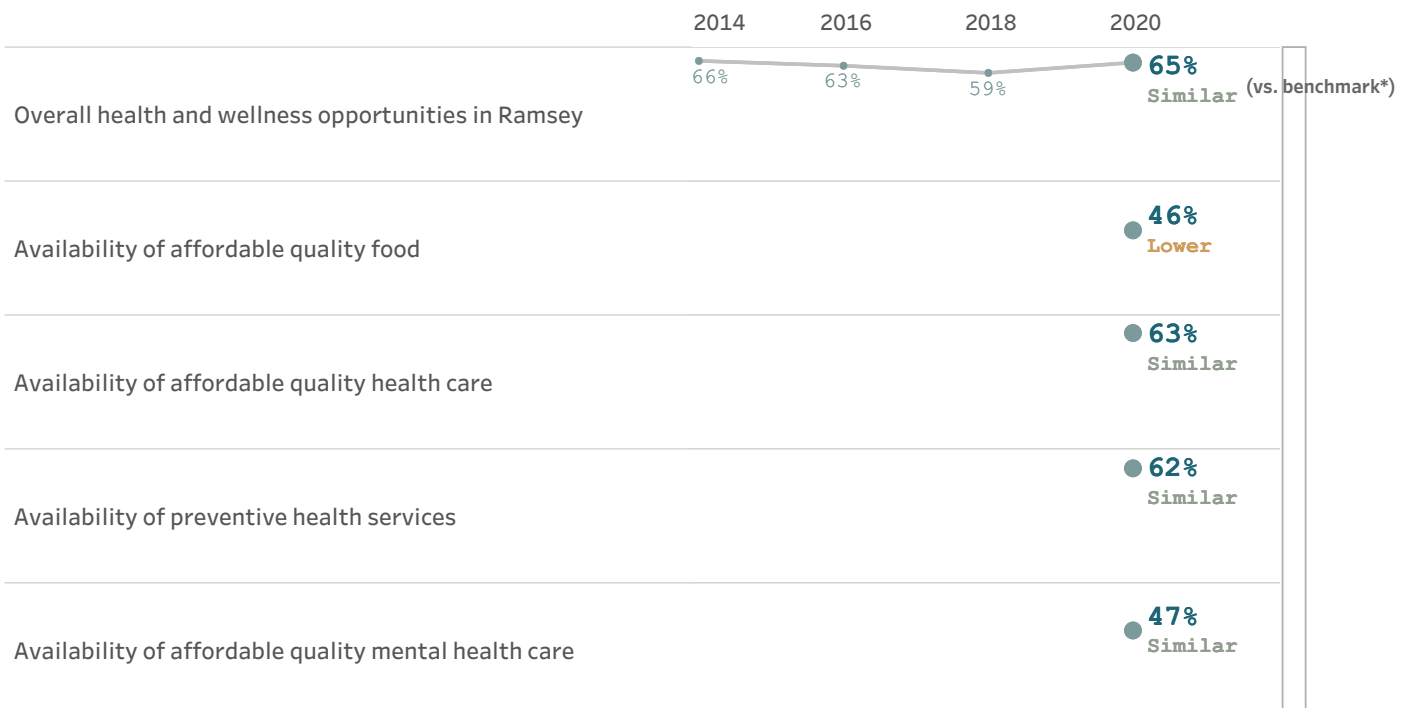 2014 2016 2018 2020
66% 63% 59% 65%
Similar (vs. benchmark*)
Overall health and wellness opportunities in Ramsey
46%
Lower
Availability of affordable quality food
63%
Similar
Availability of affordable quality health care
62%
Similar
Availability of preventive health services
47%
Similar
Availability of affordable quality mental health care